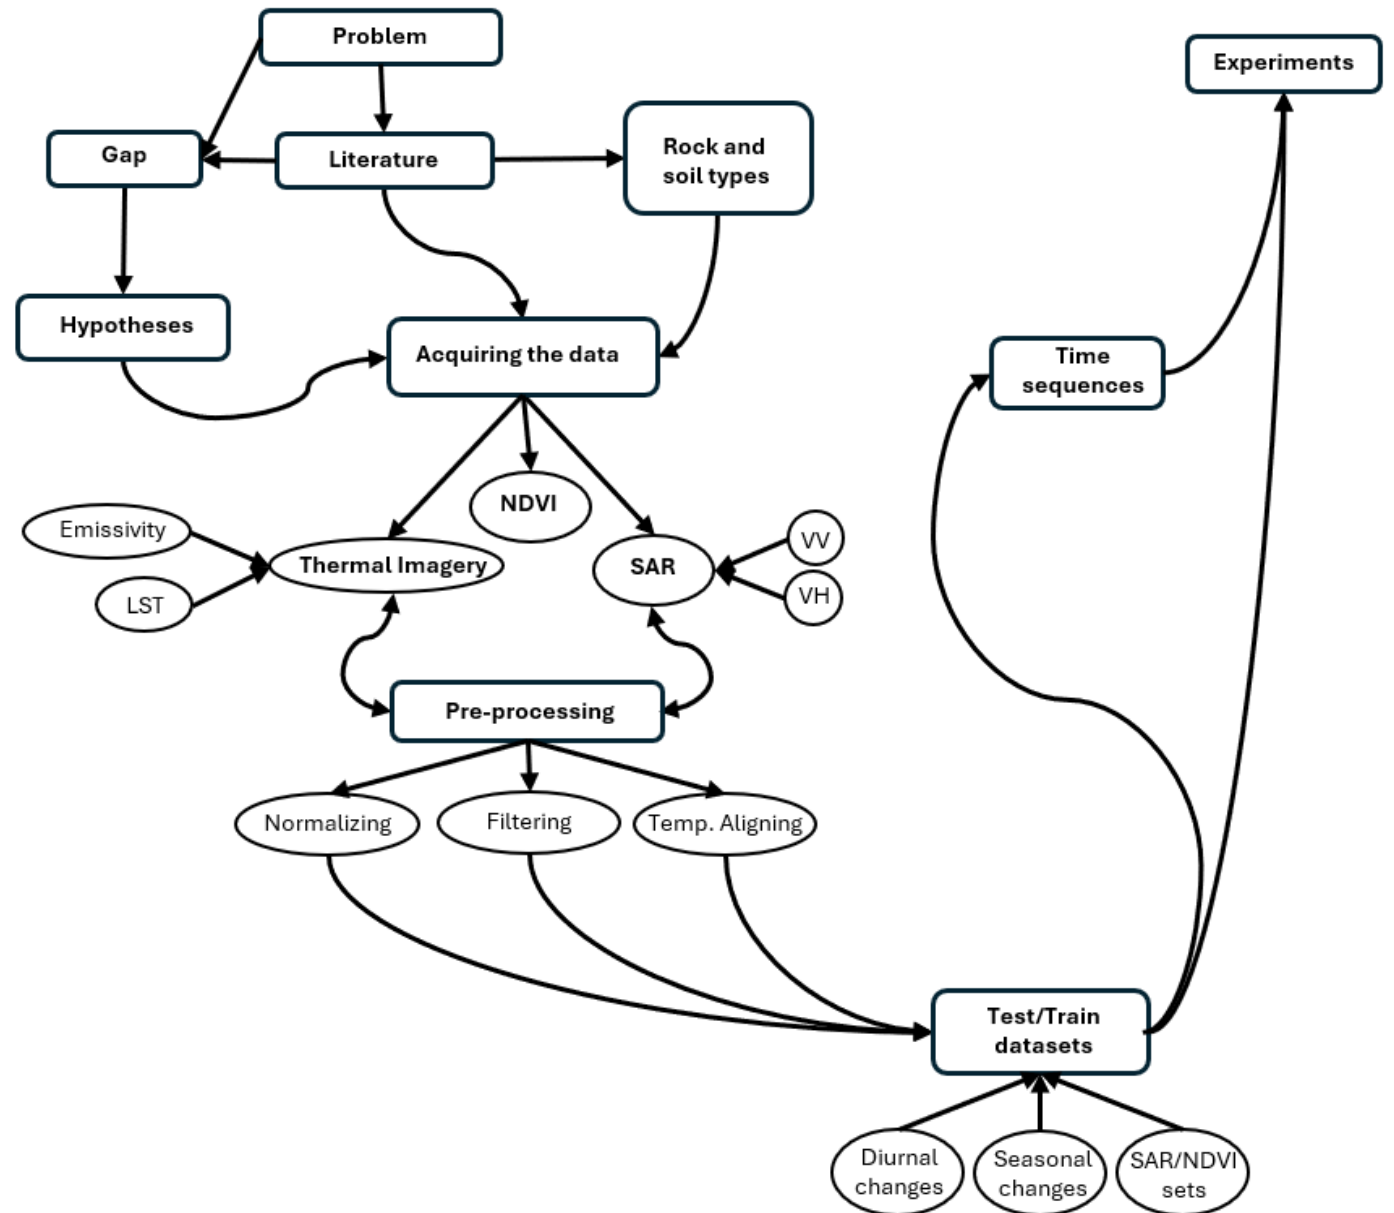 Problem
Experiments
Gap
Literature
Rock and
soil types
Hypotheses
Acquiring the data
Time
sequences
NDVI
Emissivity
Thermal Imagery
SAR
VV
LST
VH
Pre-processing
Normalizing
Filtering
Temp. Aligning
Test/Train
datasets
Diurnal
changes
Seasonal
changes
SAR/NDVI
sets